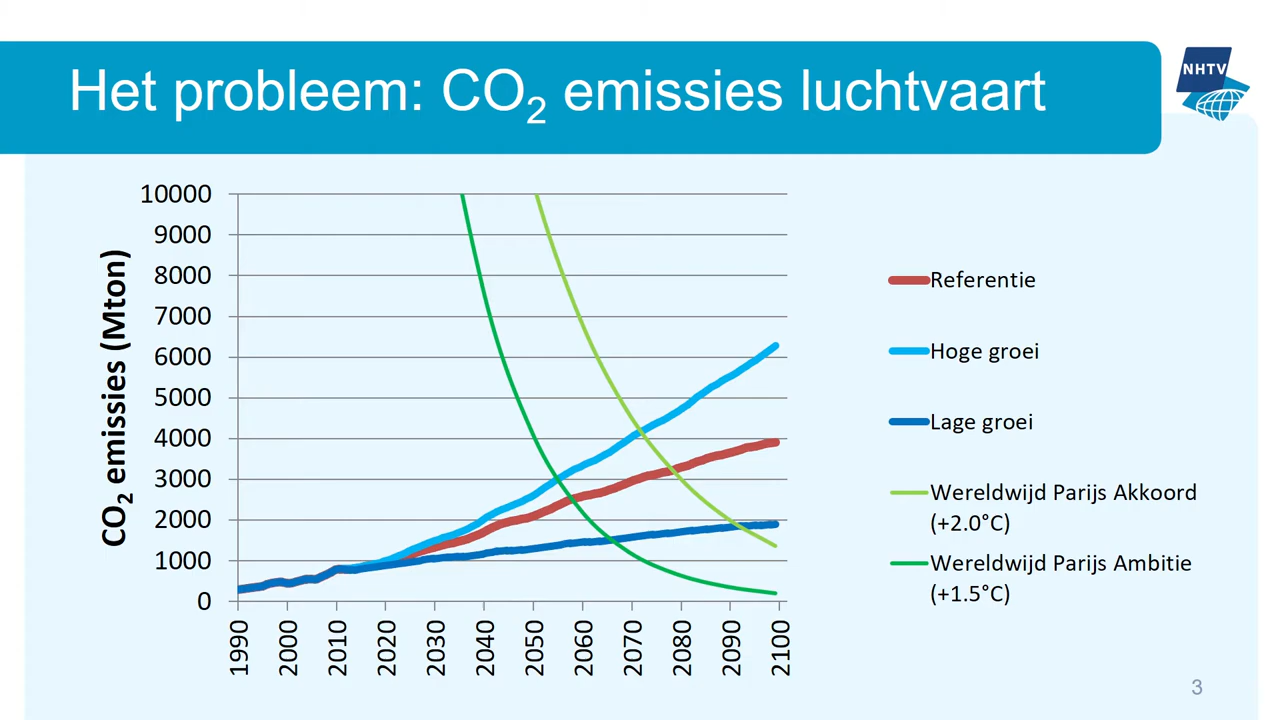 Het probleem: CO₂ emissies luchtvaart
NHTV
CO₂ emissies (Mton)
10000
9000
8000
7000
6000
5000
4000
3000
2000
1000
0
1990
2000
2010
2020
2030
2040
2050
2060
2070
2080
2090
2100
Referentie
Hoge groei
Lage groei
Wereldwijd Parijs Akkoord
(+2.0°C)
Wereldwijd Parijs Ambitie
(+1.5°C)
3